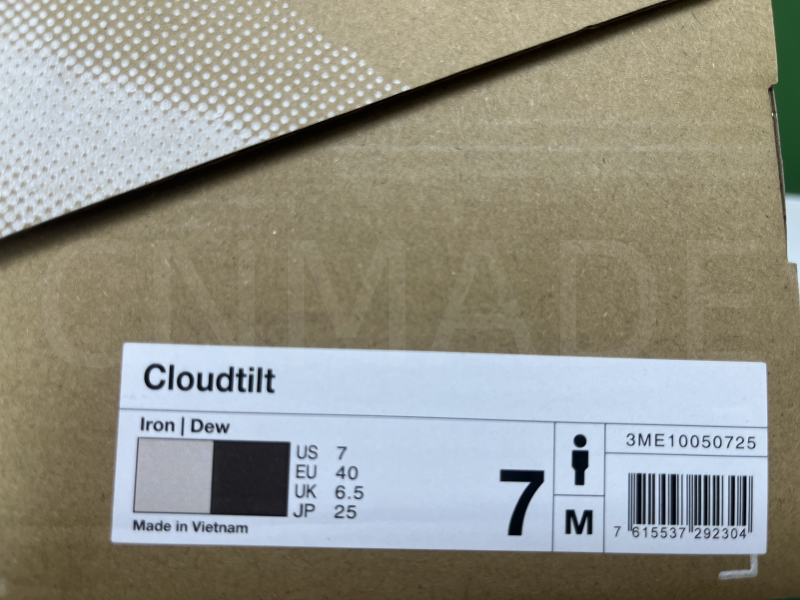 CNMADE
Cloudtilt
Iron | Dew
US 7
EU 40
UK 6.5
JP 25
Made in Vietnam
7
M
3ME10050725
7 615537 292304